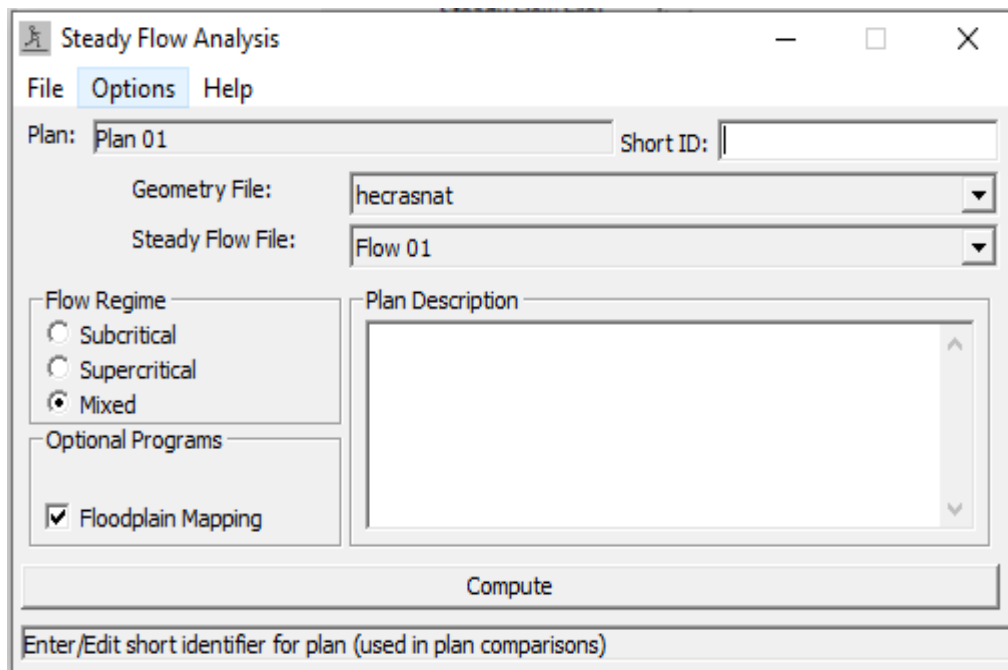 Steady Flow Analysis
File Options Help
Plan: Plan 01 Short ID:
Geometry File: hecrasnat
Steady Flow File: Flow 01
Flow Regime
Subcritical
Supercritical
Mixed
Plan Description
Optional Programs
Floodplain Mapping
Compute
Enter/Edit short identifier for plan (used in plan comparisons)